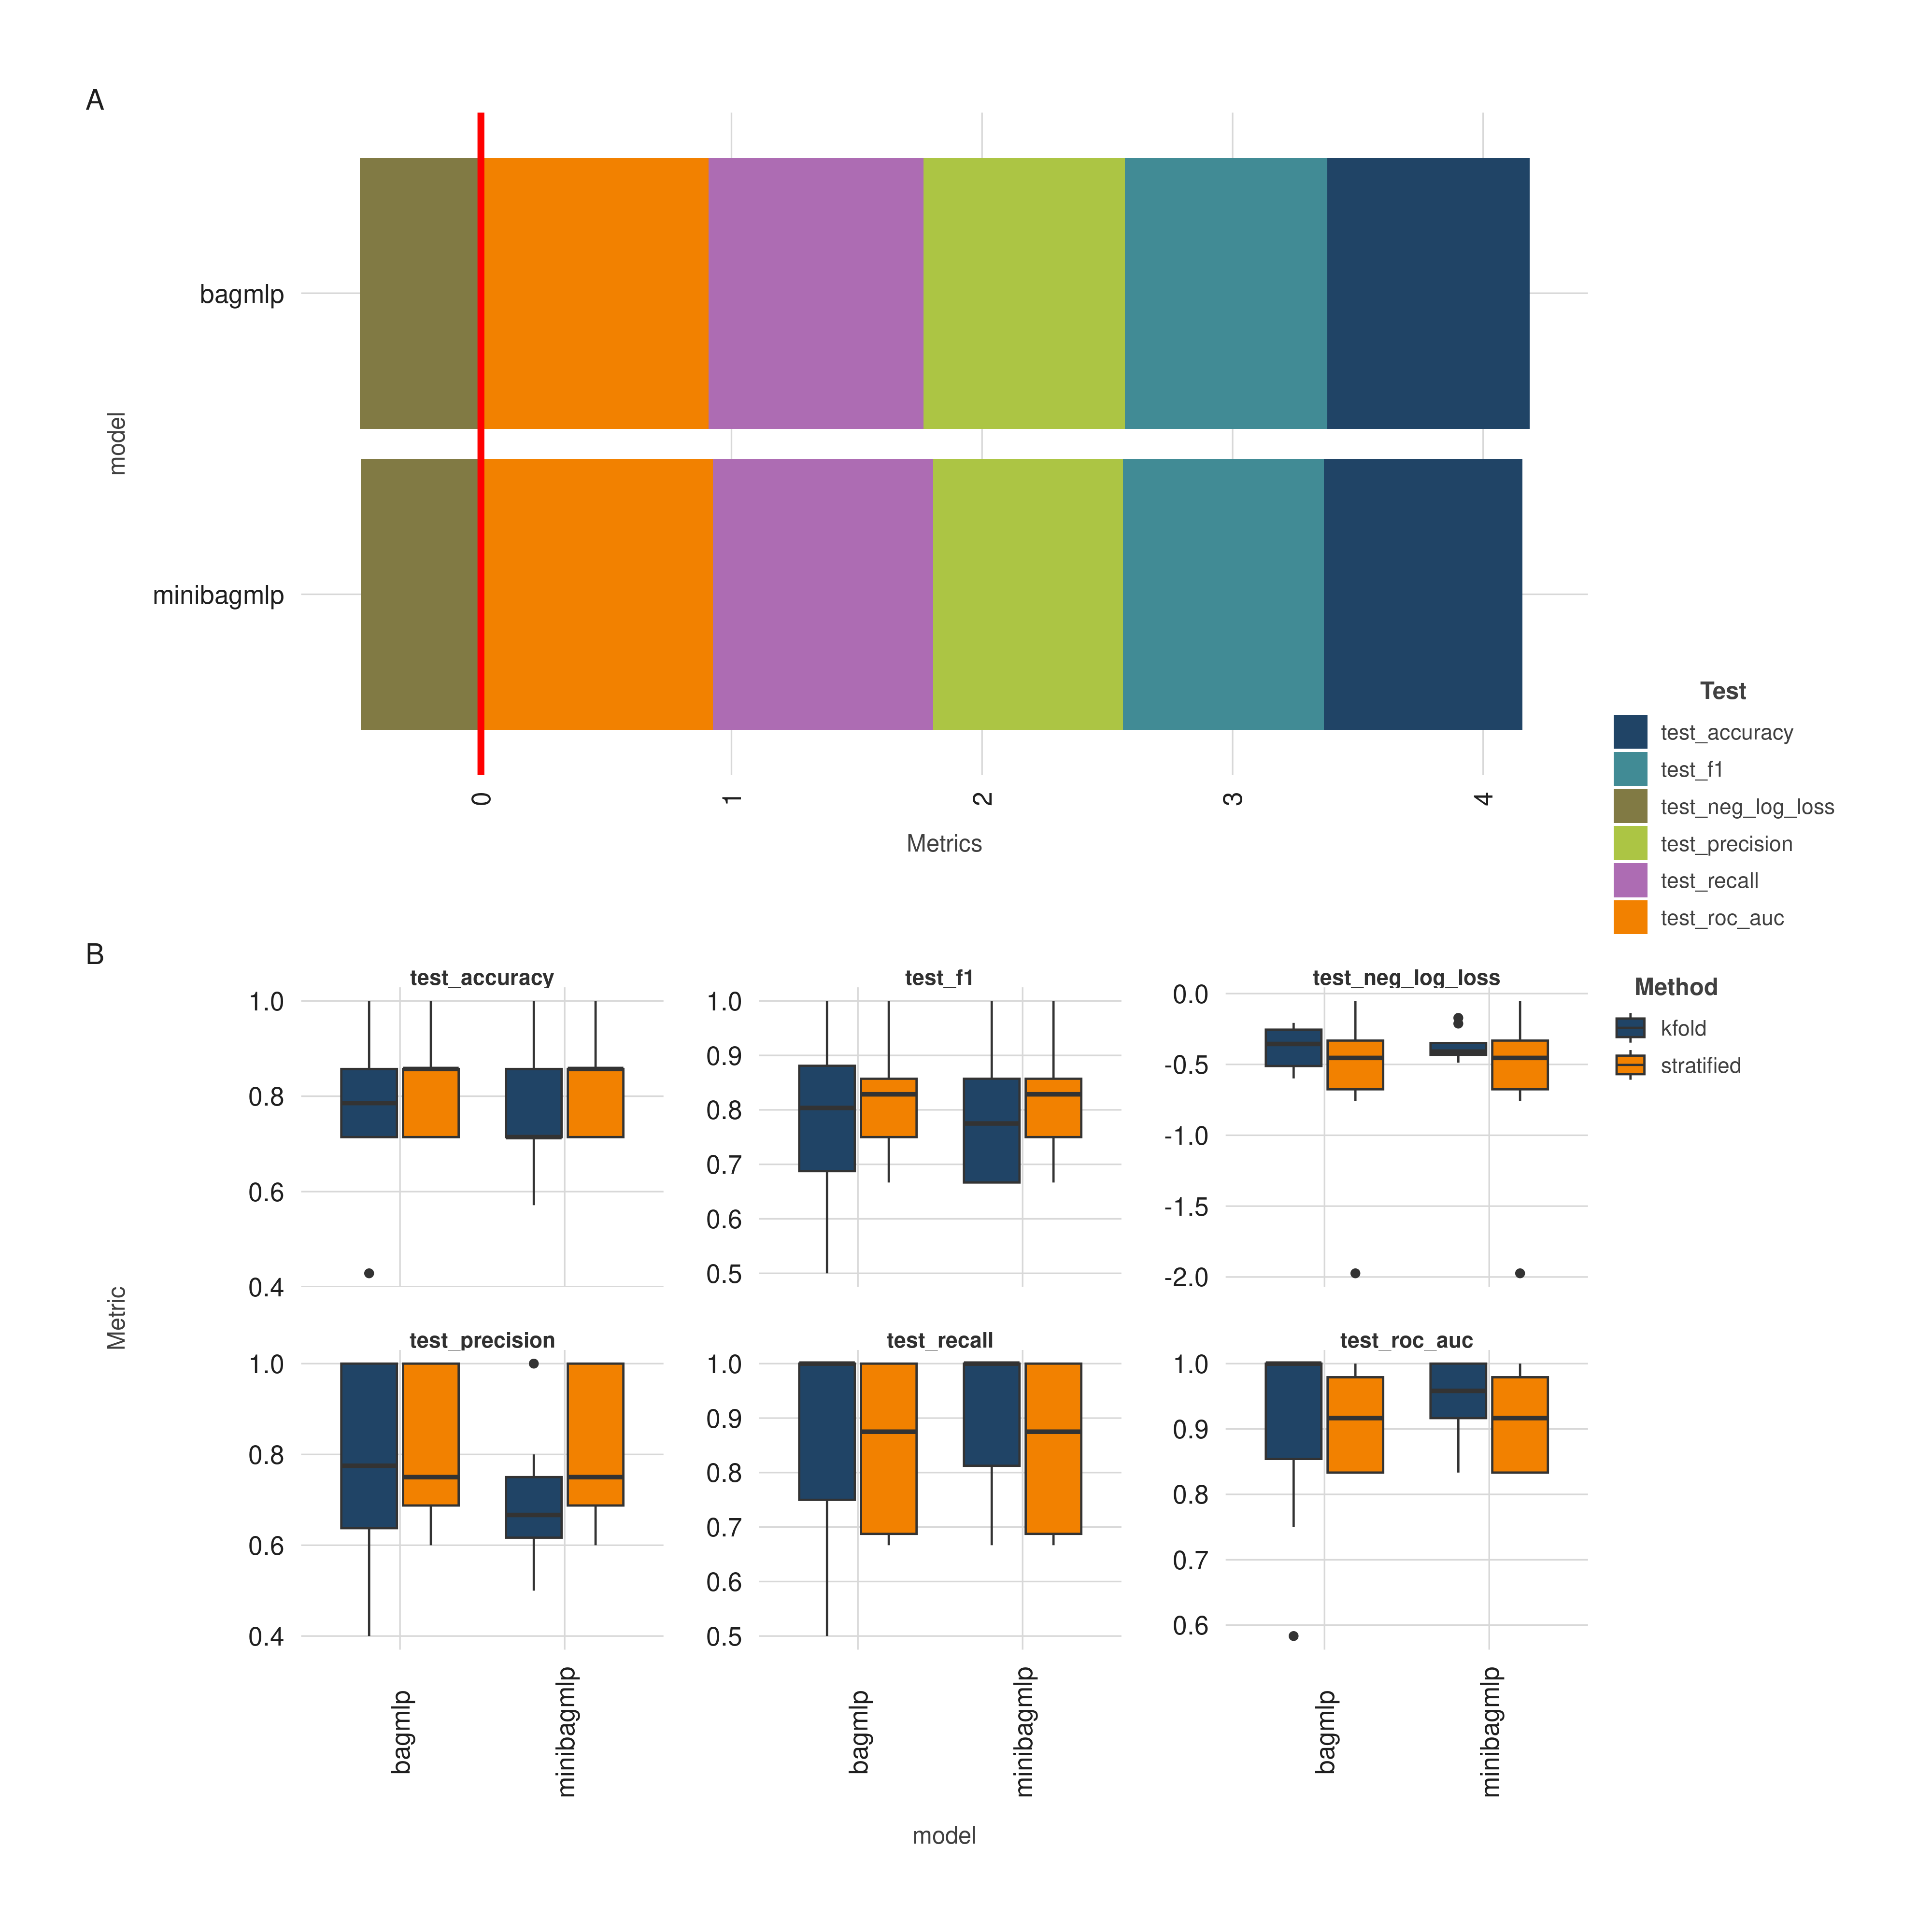 A
bagmlp
minibagmlp
model
0 1 2 3 4
Metrics
Test
test_accuracy
test_f1
test_neg_log_loss
test_precision
test_recall
test_roc_auc
B
Method
kfold
stratified
Metric
test_accuracy
1.0
0.8
0.6
0.4
test_f1
1.0
0.9
0.8
0.7
0.6
0.5
test_neg_log_loss
0.0
-0.5
-1.0
-1.5
-2.0
test_precision
1.0
0.8
0.6
0.4
test_recall
1.0
0.9
0.8
0.7
0.6
0.5
test_roc_auc
1.0
0.9
0.8
0.7
0.6
bagmlp
minibagmlp
bagmlp
minibagmlp
bagmlp
minibagmlp
model